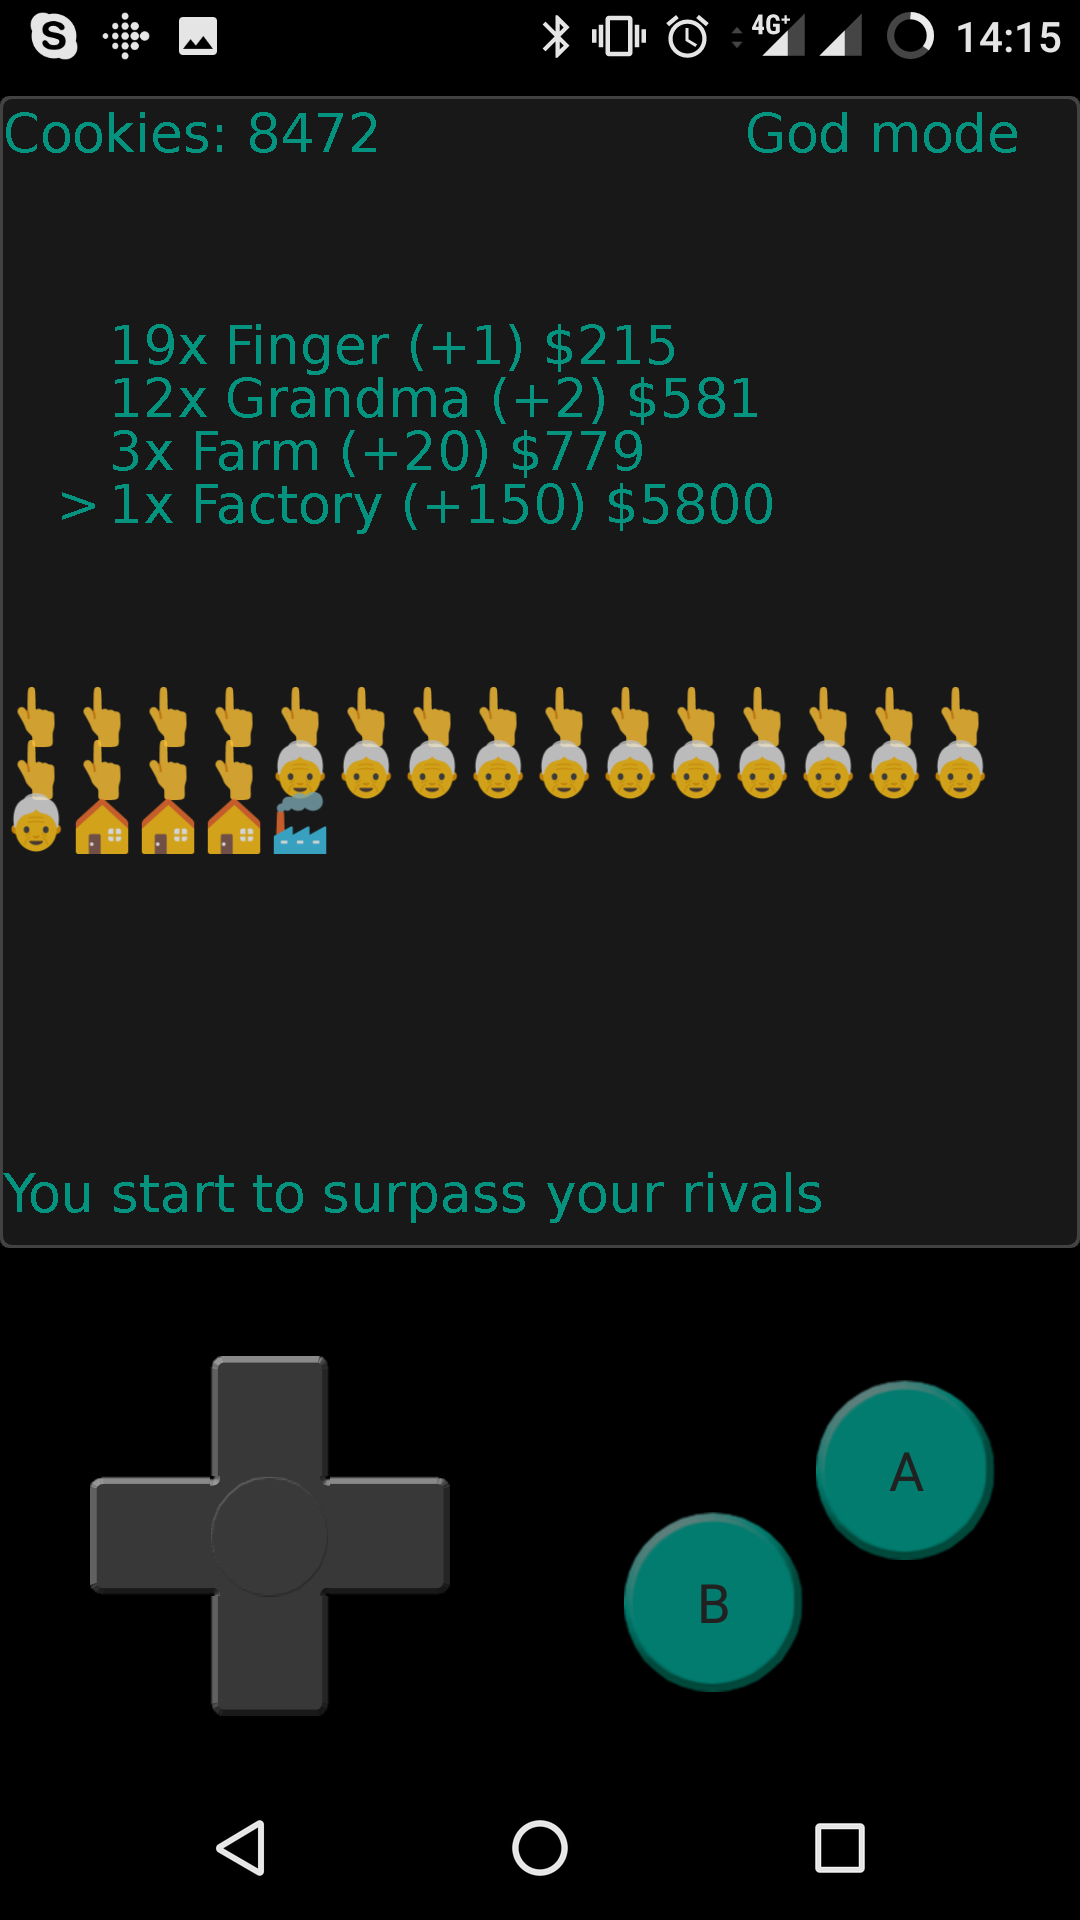 S 4G+ 14:15
Cookies: 8472 God mode
19x Finger (+1) $215
12x Grandma (+2) $581
3x Farm (+20) $779
> 1x Factory (+150) $5800
You start to surpass your rivals
A
B